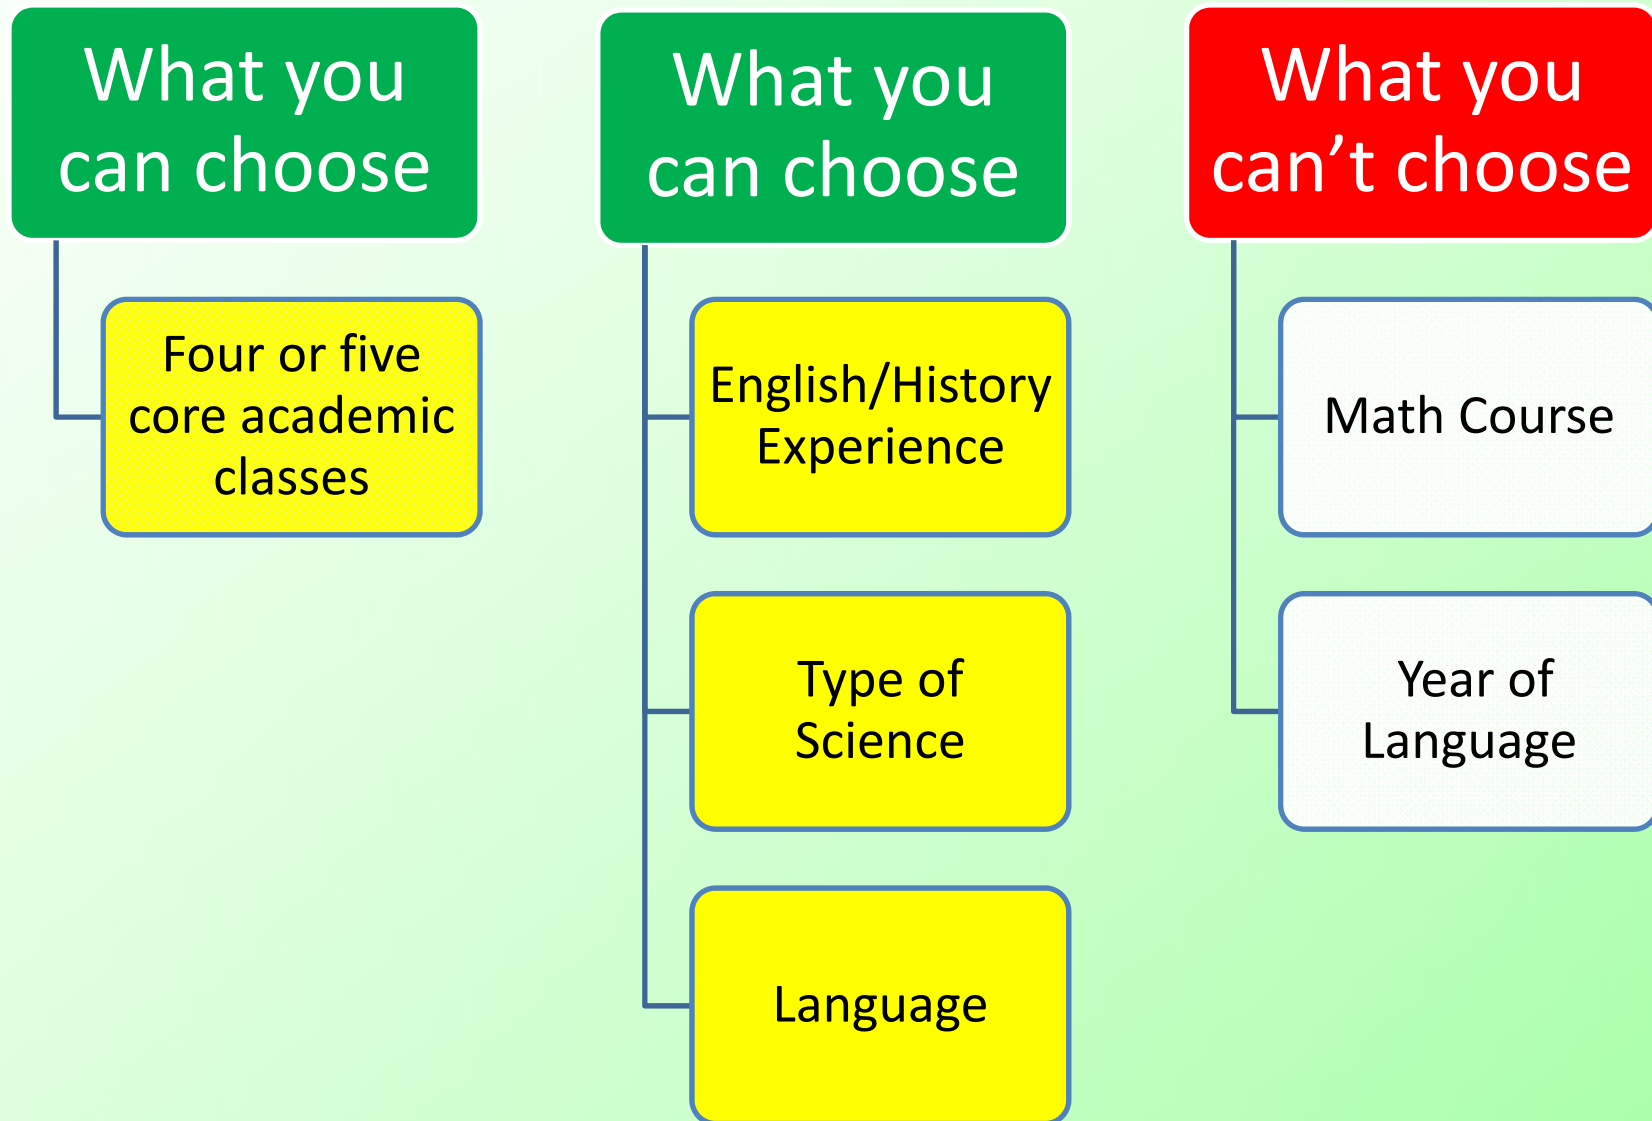 What you
can choose
Four or five
core academic
classes
What you
can choose
English/History
Experience
Type of
Science
Language
What you
can’t choose
Math Course
Year of
Language